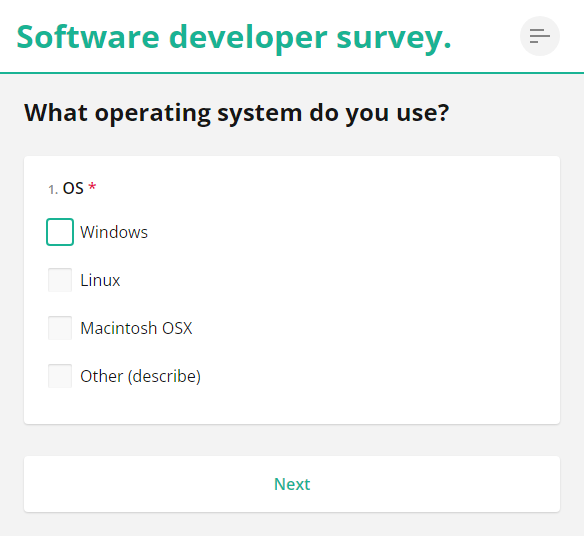 Software developer survey.
What operating system do you use?
1. OS *
Windows
Linux
Macintosh OSX
Other (describe)
Next